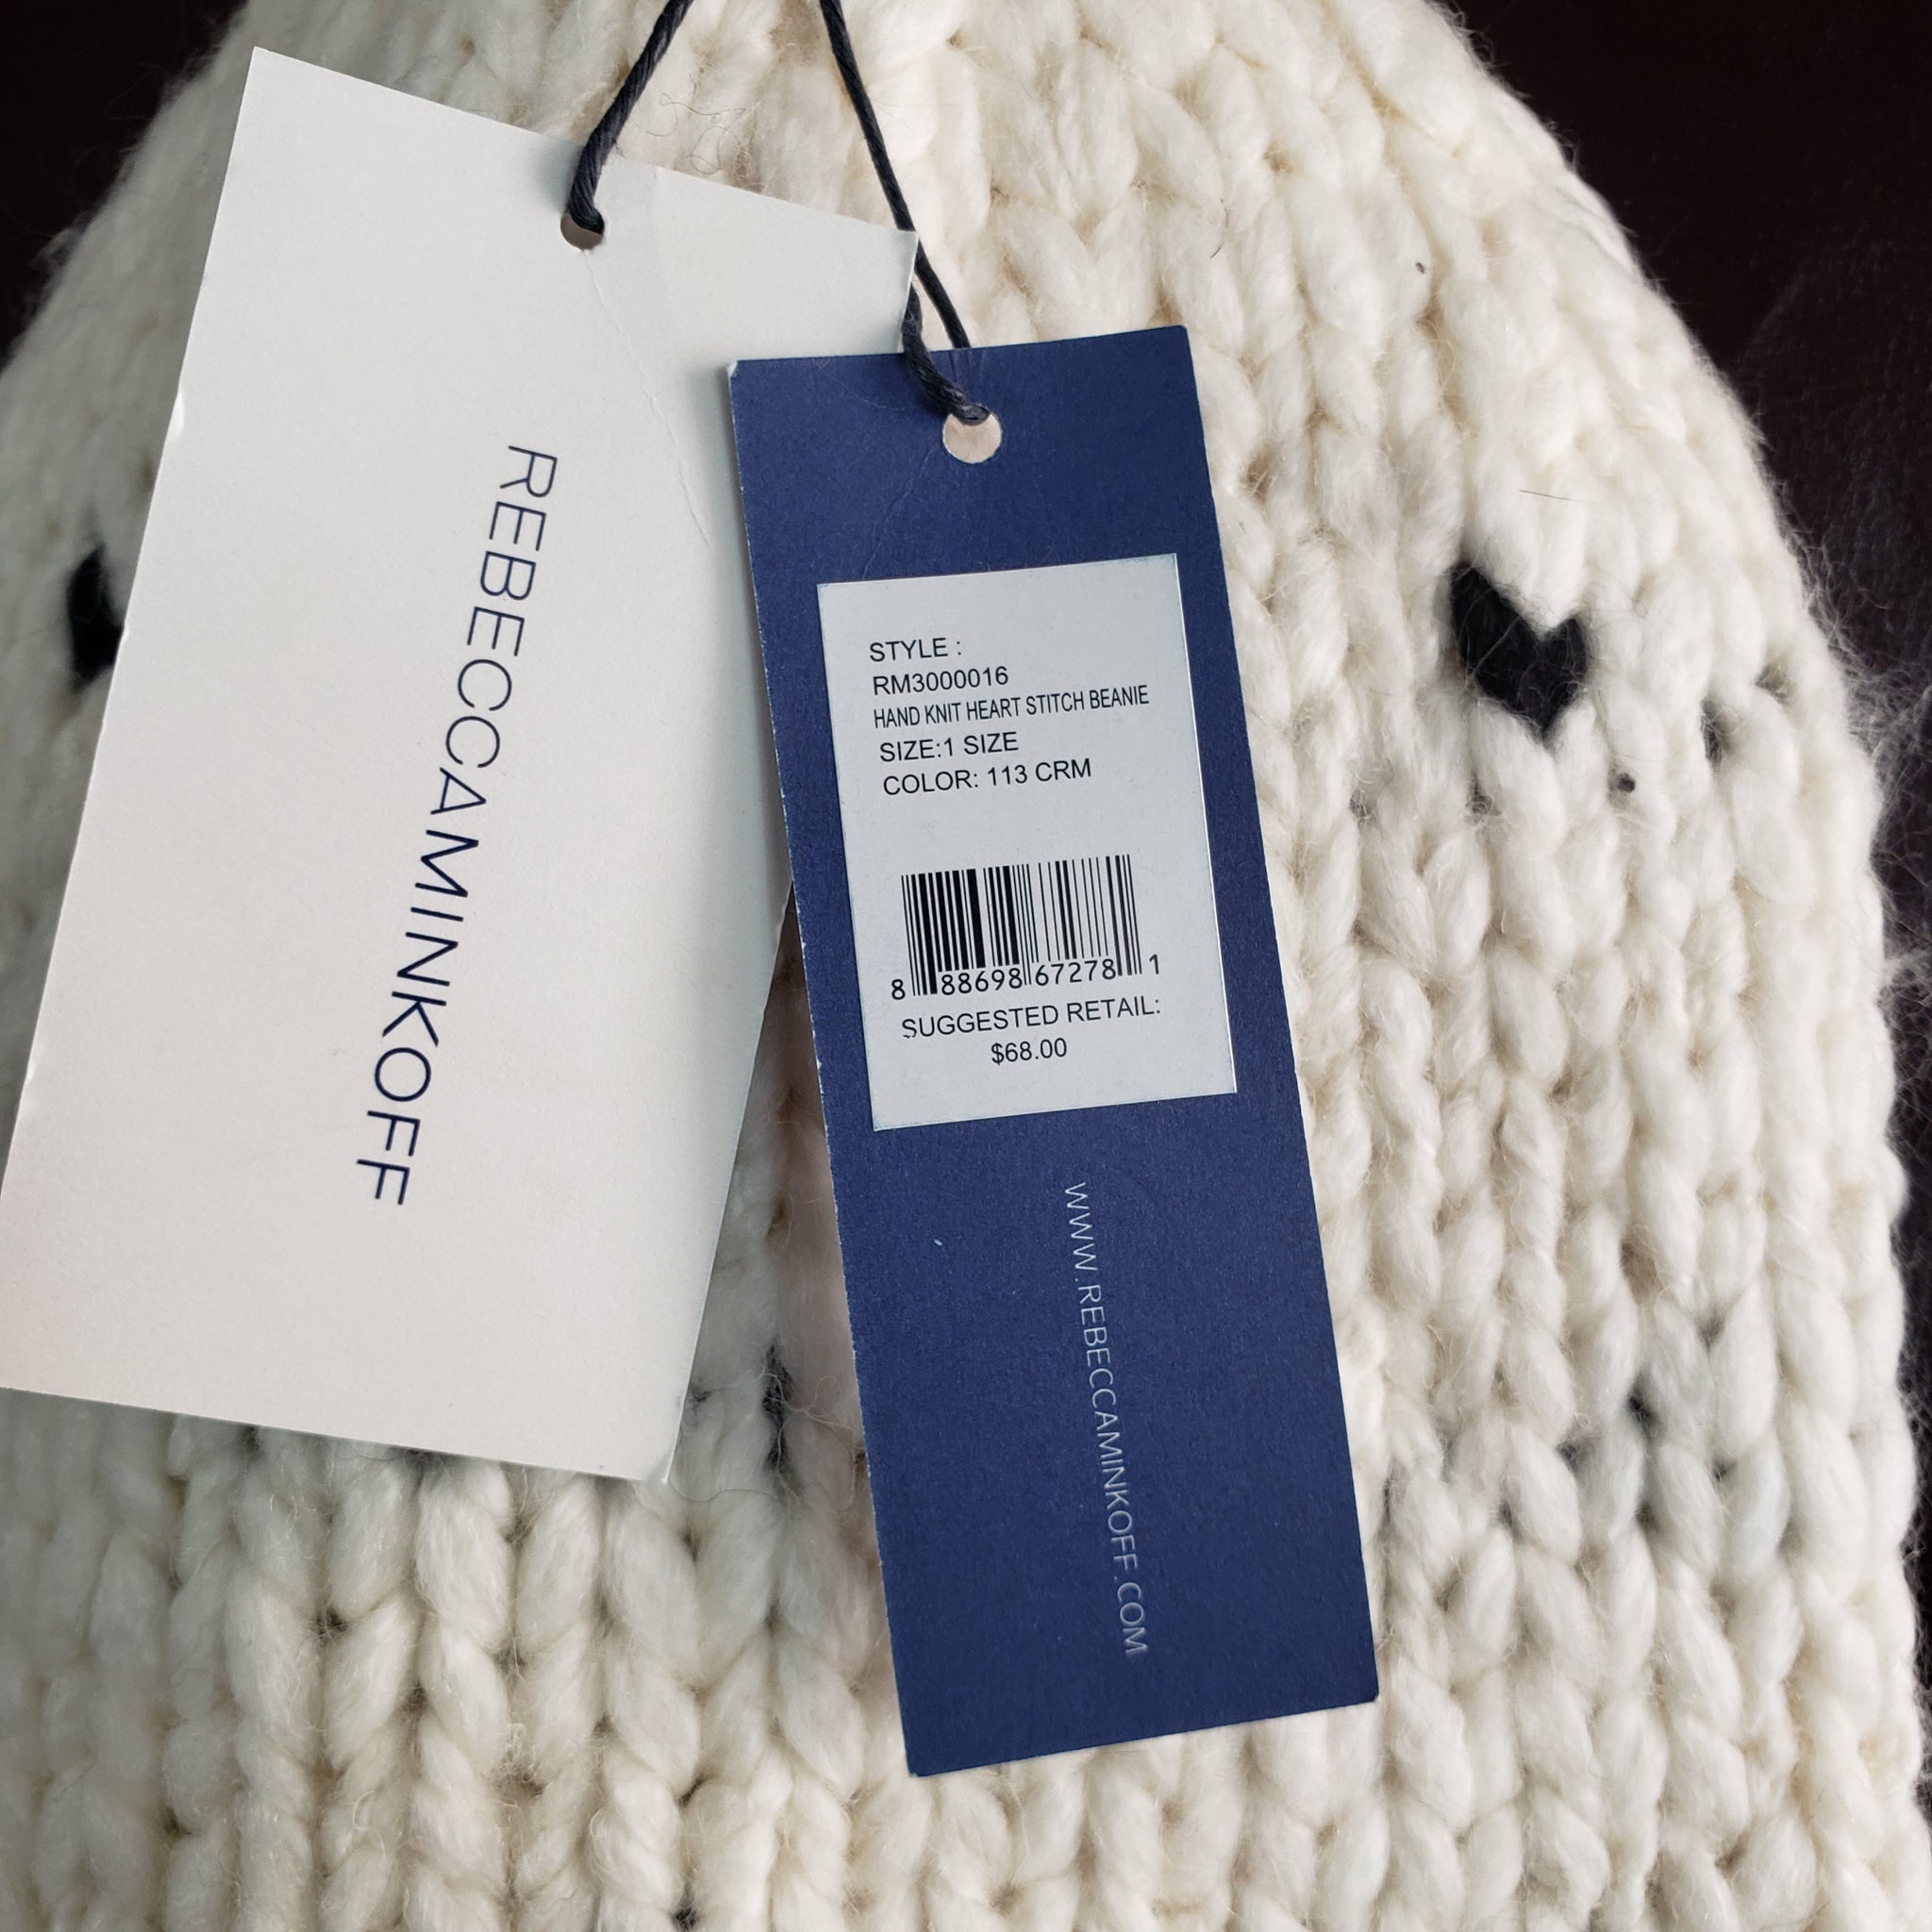 REBECCAMINKOFF
STYLE :
RM3000016
HAND KNIT HEART STITCH BEANIE
SIZE:1 SIZE
COLOR: 113 CRM
8 88698 67278 1
SUGGESTED RETAIL:
$68.00
WWW.REBECCAMINKOFF.COM